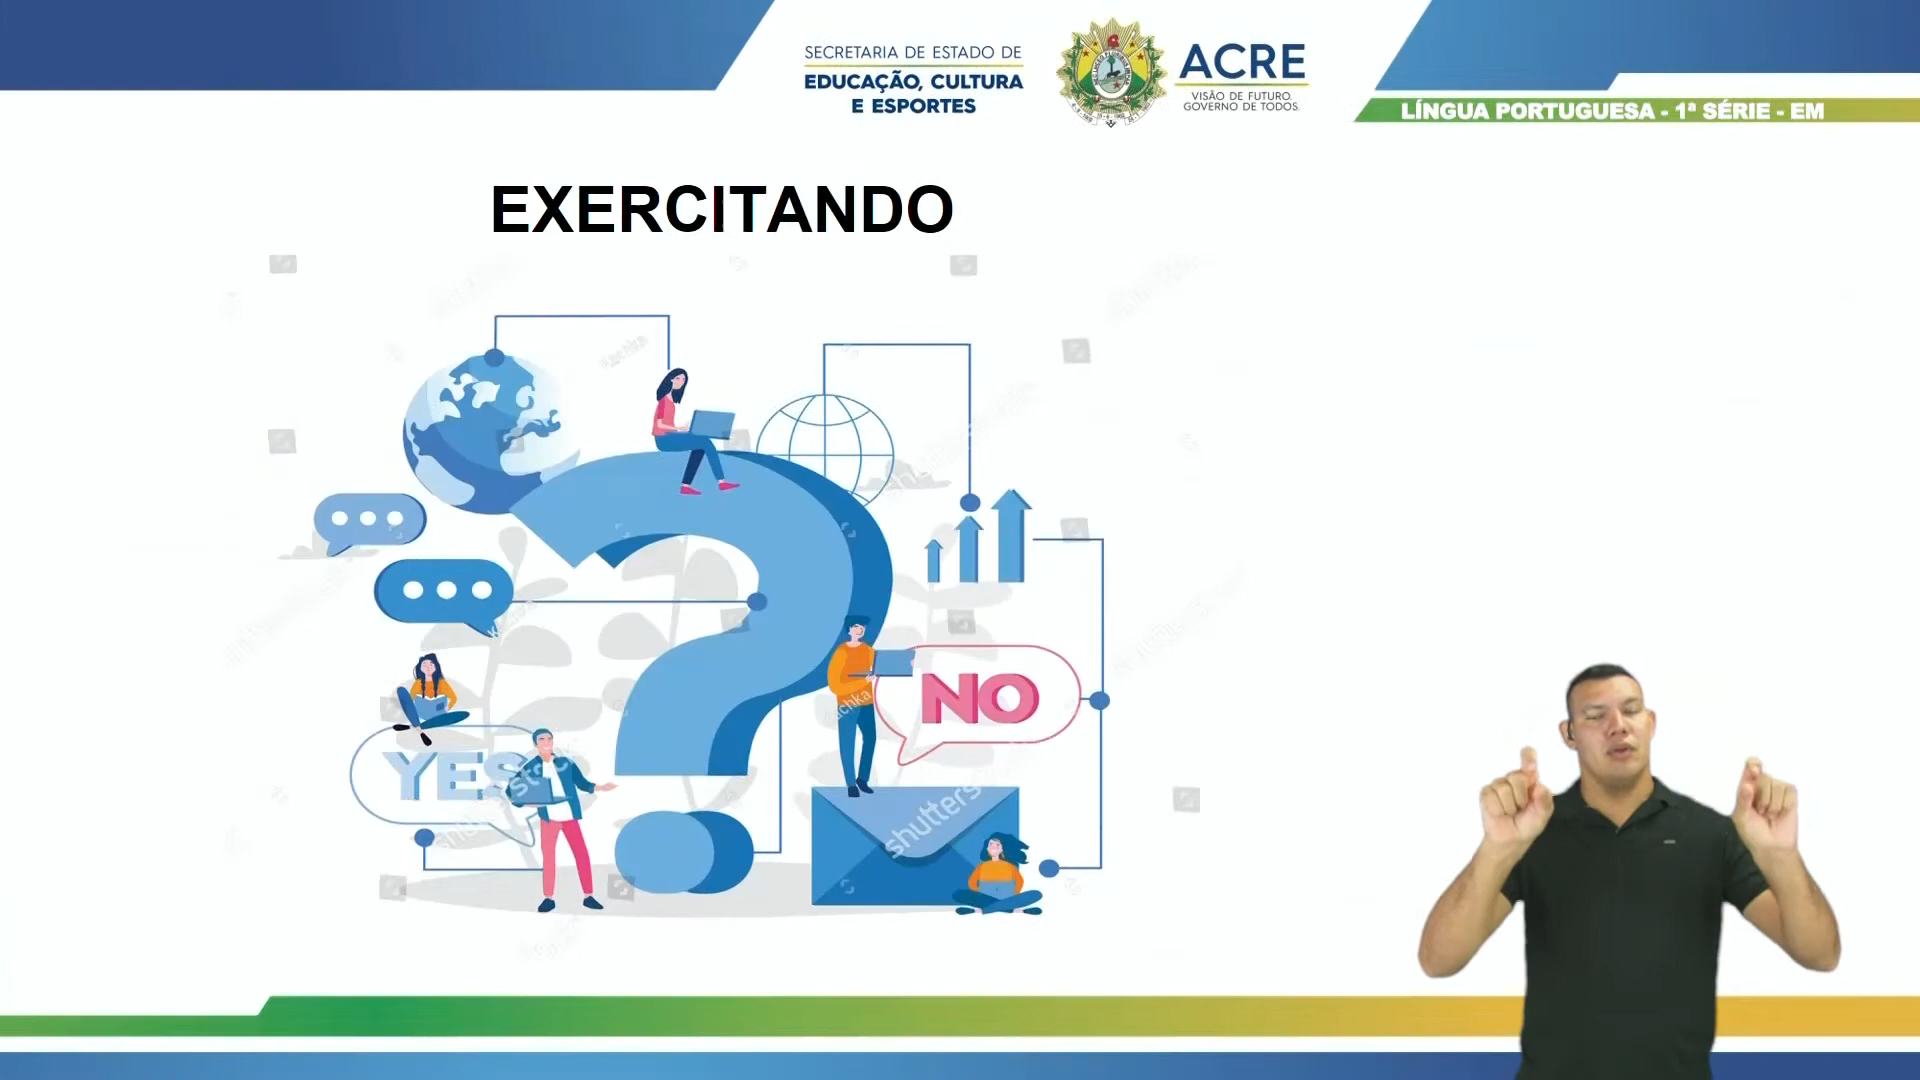 SECRETARIA DE ESTADO DE
EDUCAÇÃO, CULTURA
E ESPORTES
ACRE
VISÃO DE FUTURO.
GOVERNO DE TODOS.
LÍNGUA PORTUGUESA - 1ª SÉRIE - EM
EXERCITANDO
NO
YES